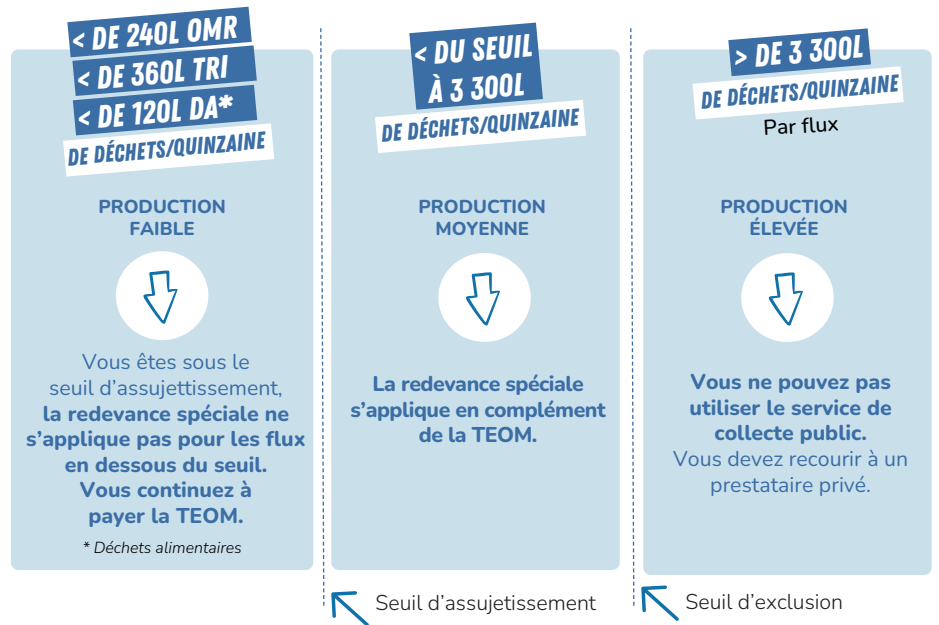 < DE 240L OMR
< DE 360L TRI
< DE 120L DA*
DE DÉCHETS/QUINZAINE
PRODUCTION
FAIBLE
Vous êtes sous le
seuil d’assujettissement,
la redevance spéciale ne
s’applique pas pour les flux
en dessous du seuil.
Vous continuez à
payer la TEOM.
* Déchets alimentaires
< DU SEUIL
À 3 300L
DE DÉCHETS/QUINZAINE
PRODUCTION
MOYENNE
La redevance spéciale
s’applique en complément
de la TEOM.
> DE 3 300L
DE DÉCHETS/QUINZAINE
Par flux
PRODUCTION
ÉLEVÉE
Vous ne pouvez pas
utiliser le service de
collecte public.
Vous devez recourir à un
prestataire privé.
Seuil d’assujetissement
Seuil d’exclusion